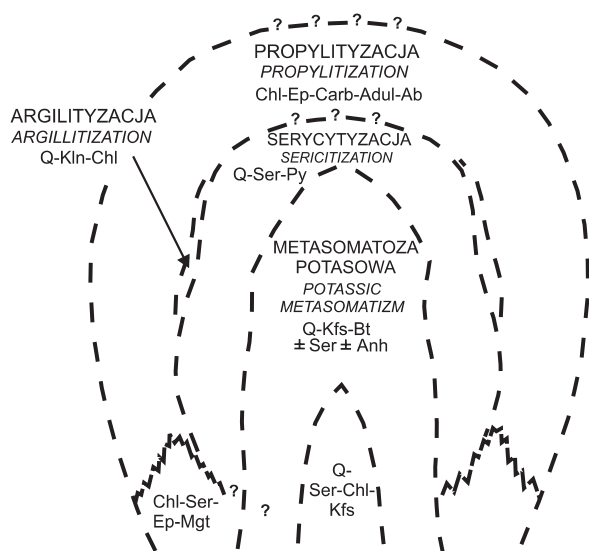 ? ? ? ?
PROPYLITYZACJA
PROPYLITIZATION
Chl-Ep-Carb-Adul-Ab
ARGILITYZACJA
ARGILLITIZATION
Q-Kln-Chl
? ? ? ?
SERYCYTYZACJA
SERICITIZATION
Q-Ser-Py
METASOMATOZA
POTASOWA
POTASSIC
METASOMATIZM
Q-Kfs-Bt
± Ser ± Anh
Q-
Ser-Chl-
Kfs
Chl-Ser-
Ep-Mgt
?
?